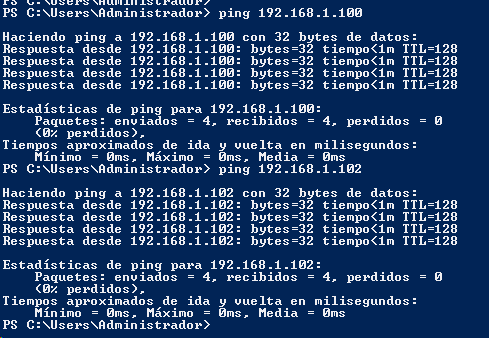 PS C:\Users\Administrador>
PS C:\Users\Administrador> ping 192.168.1.100

Haciendo ping a 192.168.1.100 con 32 bytes de datos:
Respuesta desde 192.168.1.100: bytes=32 tiempo<1m TTL=128
Respuesta desde 192.168.1.100: bytes=32 tiempo<1m TTL=128
Respuesta desde 192.168.1.100: bytes=32 tiempo<1m TTL=128
Respuesta desde 192.168.1.100: bytes=32 tiempo<1m TTL=128

Estadísticas de ping para 192.168.1.100:
    Paquetes: enviados = 4, recibidos = 4, perdidos = 0
    (0% perdidos),
Tiempos aproximados de ida y vuelta en milisegundos:
    Mínimo = 0ms, Máximo = 0ms, Media = 0ms
PS C:\Users\Administrador> ping 192.168.1.102

Haciendo ping a 192.168.1.102 con 32 bytes de datos:
Respuesta desde 192.168.1.102: bytes=32 tiempo<1m TTL=128
Respuesta desde 192.168.1.102: bytes=32 tiempo<1m TTL=128
Respuesta desde 192.168.1.102: bytes=32 tiempo<1m TTL=128
Respuesta desde 192.168.1.102: bytes=32 tiempo<1m TTL=128

Estadísticas de ping para 192.168.1.102:
    Paquetes: enviados = 4, recibidos = 4, perdidos = 0
    (0% perdidos),
Tiempos aproximados de ida y vuelta en milisegundos:
    Mínimo = 0ms, Máximo = 0ms, Media = 0ms
PS C:\Users\Administrador>